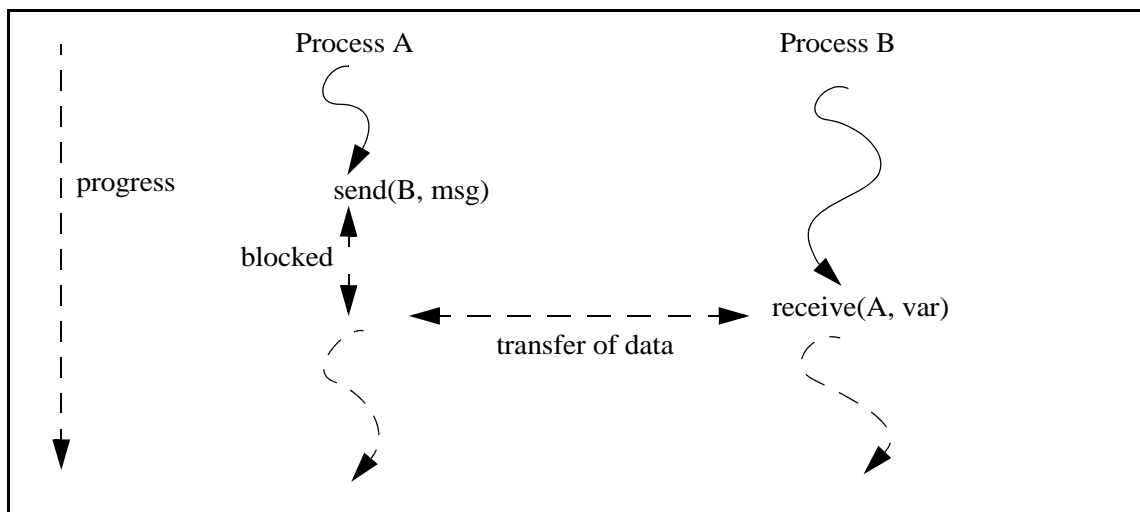 Process A
Process B
progress
send(B, msg)
blocked
receive(A, var)
transfer of data